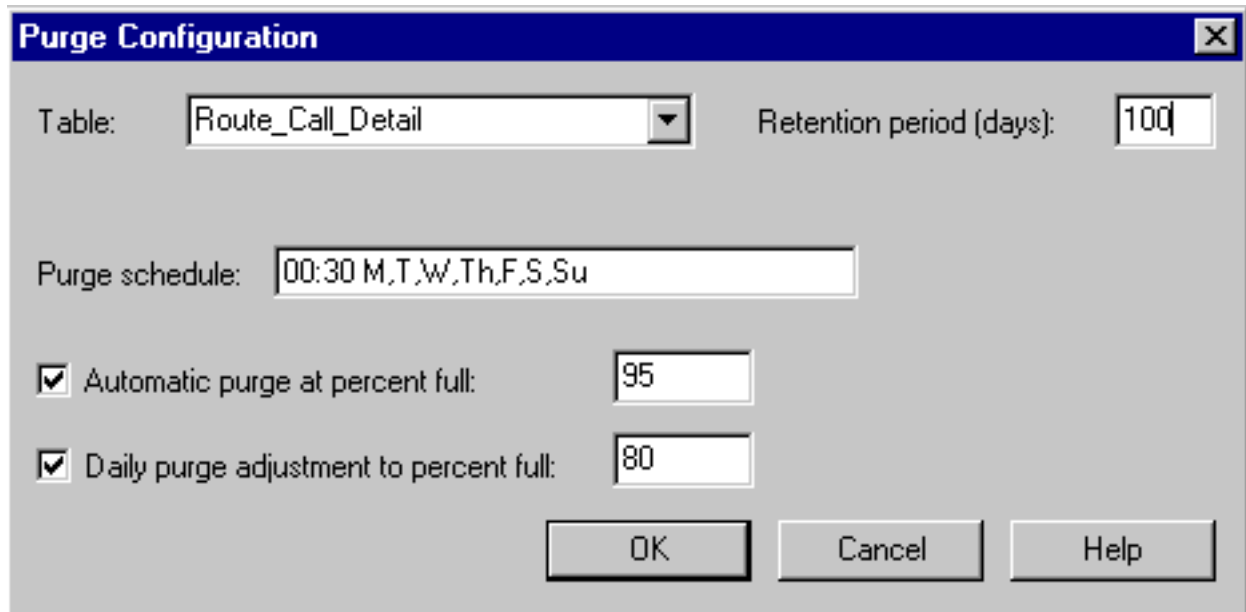 Purge Configuration
Table: Route_Call_Detail Retention period (days): 100
Purge schedule: 00:30 M,T,W,Th,F,S,Su
Automatic purge at percent full: 95
Daily purge adjustment to percent full: 80
OK Cancel Help